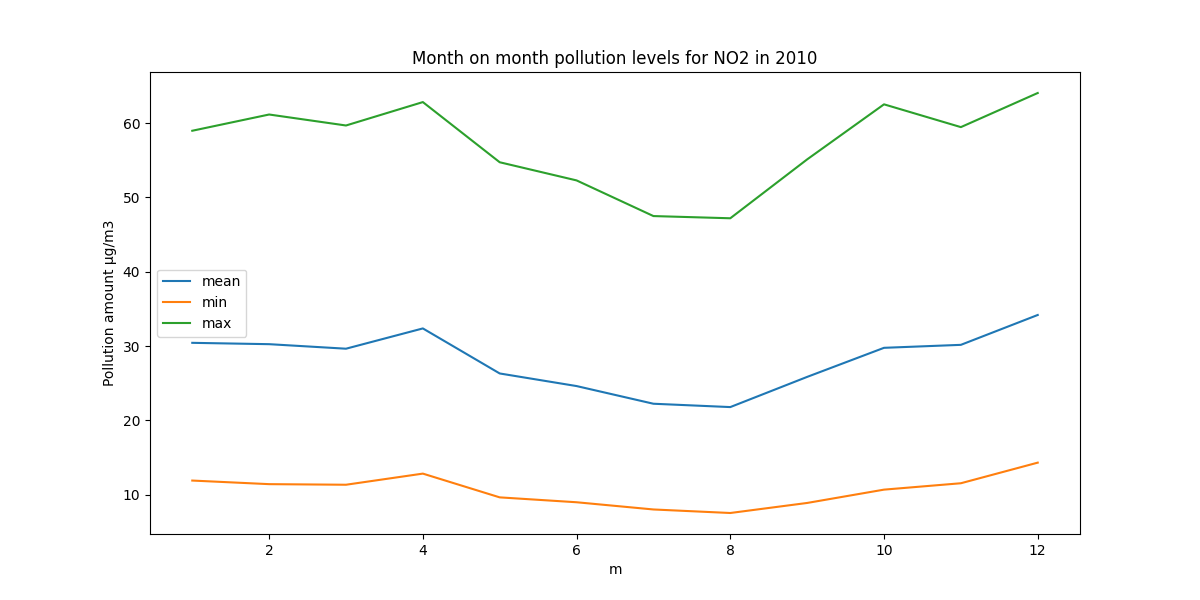 Month on month pollution levels for NO2 in 2010
60
50
40
30
20
10
Pollution amount µg/m3
mean
min
max
2 4 6 8 10 12
m